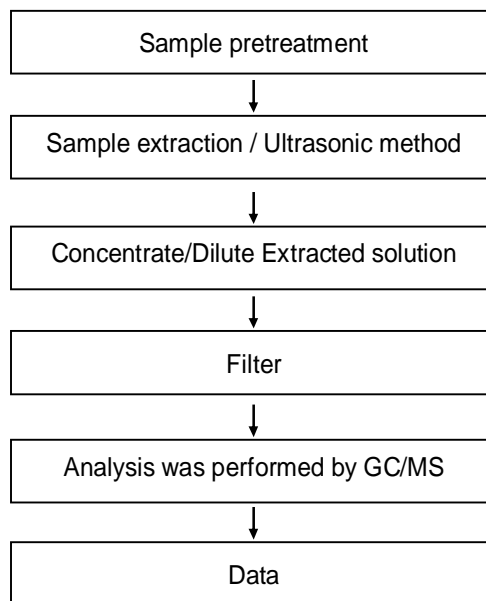 Sample pretreatment
Sample extraction / Ultrasonic method
Concentrate/Dilute Extracted solution
Filter
Analysis was performed by GC/MS
Data